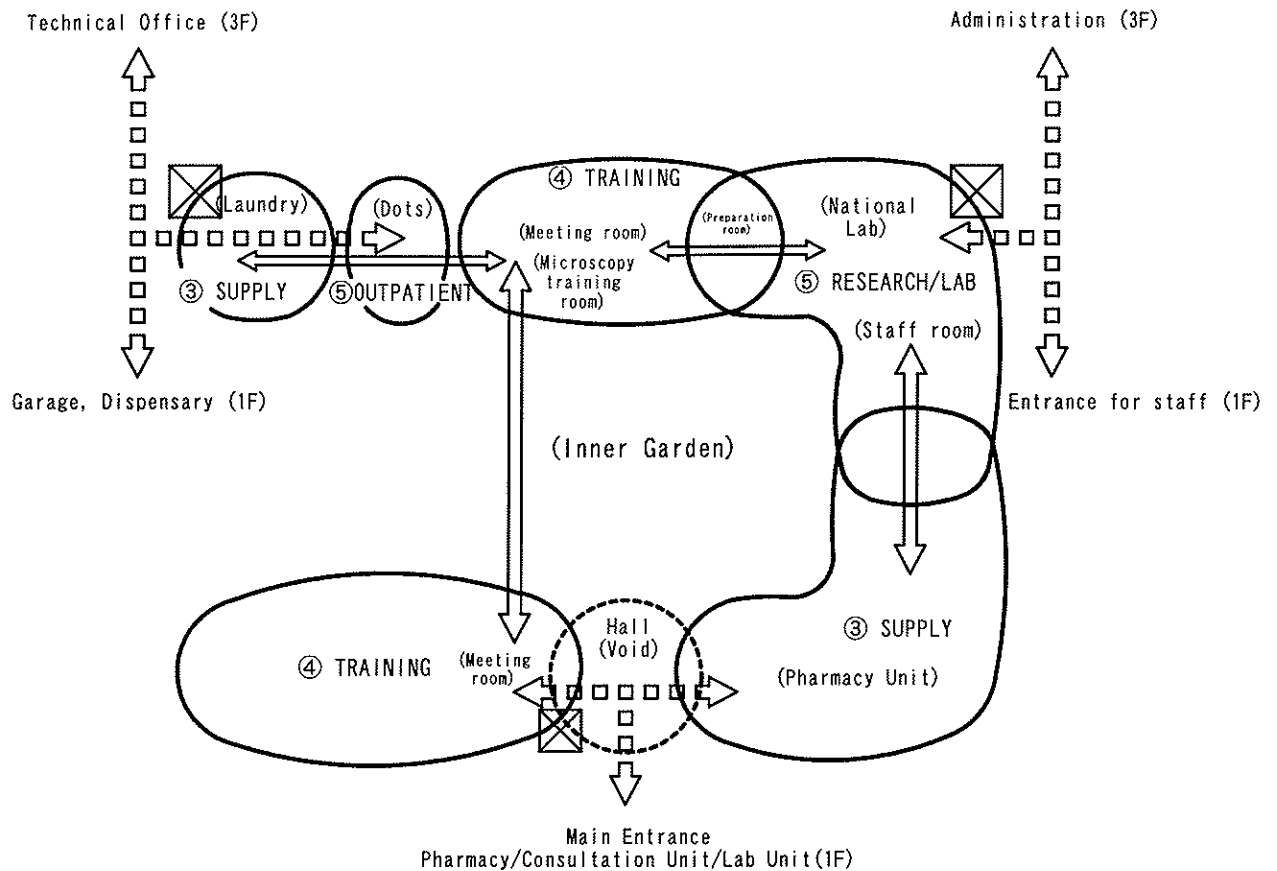 Technical Office (3F)
Administration (3F)
④ TRAINING
(Laundry)
(Dots)
(Meeting room)
(Microscopy
training
room)
(Preparation
room)
(National
Lab)
③ SUPPLY
⑤OUTPATIENT
⑤ RESEARCH/LAB
(Staff room)
Garage, Dispensary (1F)
Entrance for staff (1F)
(Inner Garden)
Hall
(Void)
③ SUPPLY
④ TRAINING
(Meeting
room)
(Pharmacy Unit)
Main Entrance
Pharmacy/Consultation Unit/Lab Unit(1F)